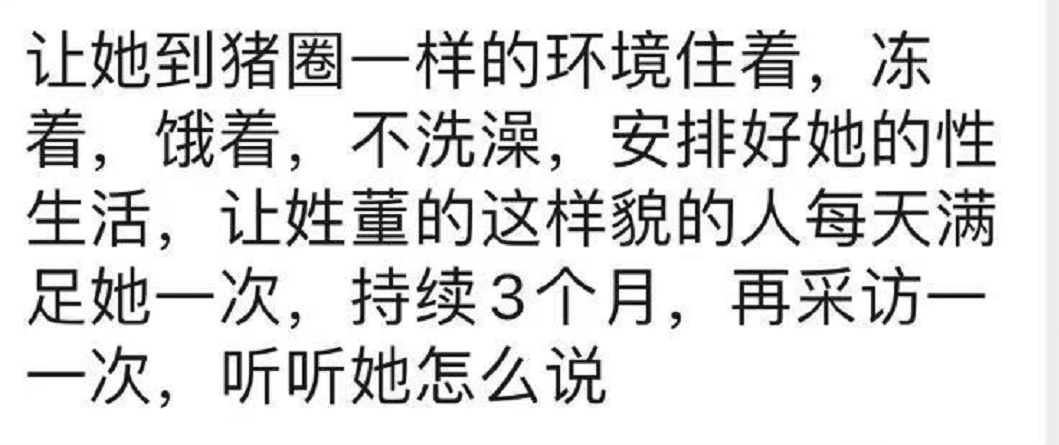 让她到猪圈一样的环境住着，冻
着，饿着，不洗澡，安排好她的性
生活，让姓董的这样貌的人每天满
足她一次，持续3个月，再采访一
一次，听听她怎么说